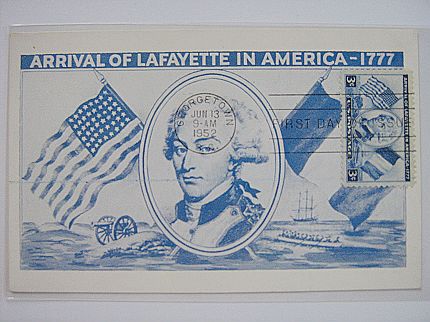 ARRIVAL OF LAFAYETTE IN AMERICA-1777
GEORGETOWN
JUN 13
9-AM
1952
FIRST DAY
3¢
3¢